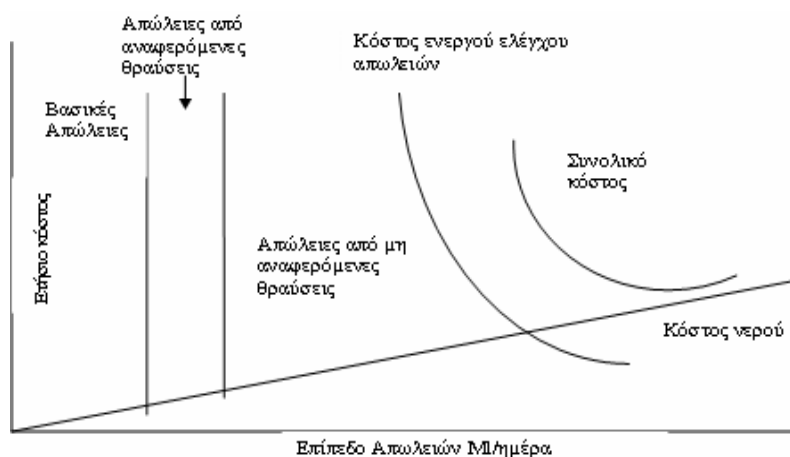 Απώλειες από
αναφερόμενες
θραύσεις
Κόστος ενεργού ελέγχου
απωλειών
Βασικές
Απώλειες
Συνολικό
κόστος
Ετήσιο κόστος
Απώλειες από μη
αναφερόμενες
θραύσεις
Κόστος νερού
Επίπεδο Απωλειών Ml/ημέρα